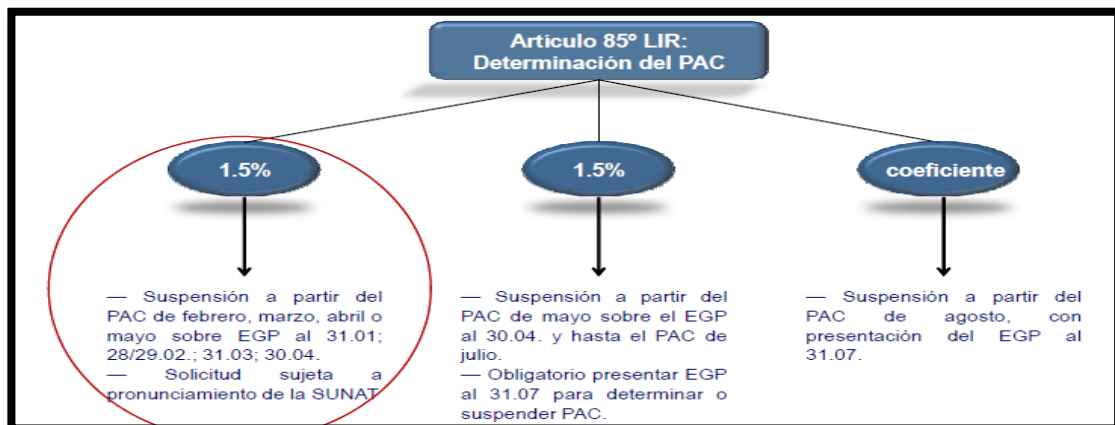 Artículo 85º LIR:
Determinación del PAC
1.5%
— Suspensión a partir del
PAC de febrero, marzo, abril o
mayo sobre EGP al 31.01;
28/29.02.; 31.03; 30.04.
— Solicitud sujeta a
pronunciamiento de la SUNAT.
1.5%
— Suspensión a partir del
PAC de mayo sobre el EGP
al 30.04. y hasta el PAC de
julio.
— Obligatorio presentar EGP
al 31.07 para determinar o
suspender PAC.
coeficiente
— Suspensión a partir del
PAC de agosto, con
presentación del EGP al
31.07.